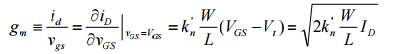 g_m ≡ i_d / v_gs = ∂i_D / ∂v_GS |_{v_GS = V_GS} = k'_n W/L (V_GS − V_t) = √(2k'_n W/L I_D)